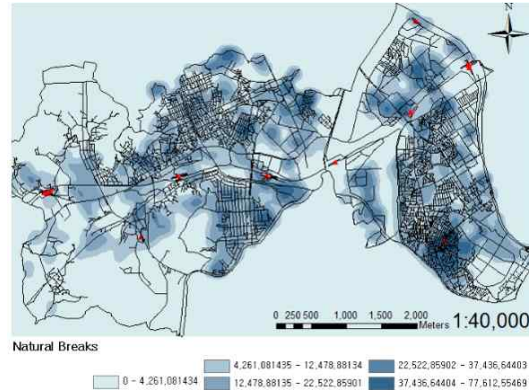 N
0 250 500 1,000 1,500 2,000
Meters 1:40,000
Natural Breaks
4,261,081435 - 12,478,88134 22,522,85902 - 37,436,64403
0 - 4,261,081434 12,478,88135 - 22,522,85901 37,436,64404 - 77,612,55469